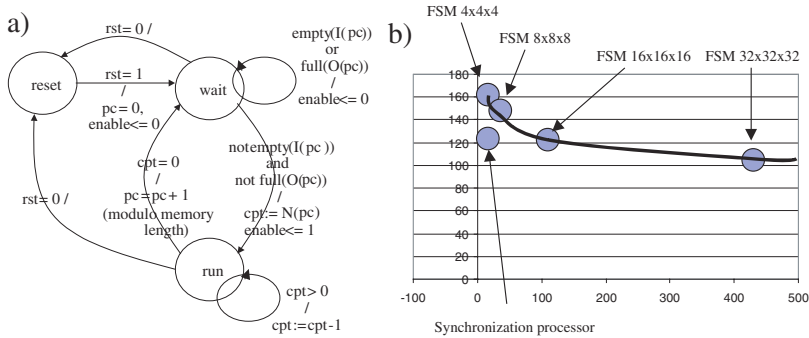 a)
rst= 0 /
reset
rst= 1
/
pc= 0,
enable<= 0
wait
empty(I(pc))
or
full(O(pc))
/
enable<= 0
cpt= 0
/
pc=pc+ 1
(modulo memory
length)
notempty(I(pc ))
and
not full(O(pc))
/
cpt:= N(pc)
enable<= 1
rst= 0 /
run
cpt> 0
/
cpt:=cpt-1
b)
FSM 4x4x4
FSM 8x8x8
FSM 16x16x16
FSM 32x32x32
180
160
140
120
100
80
60
40
20
0
-100 0 100 200 300 400 500
Synchronization processor